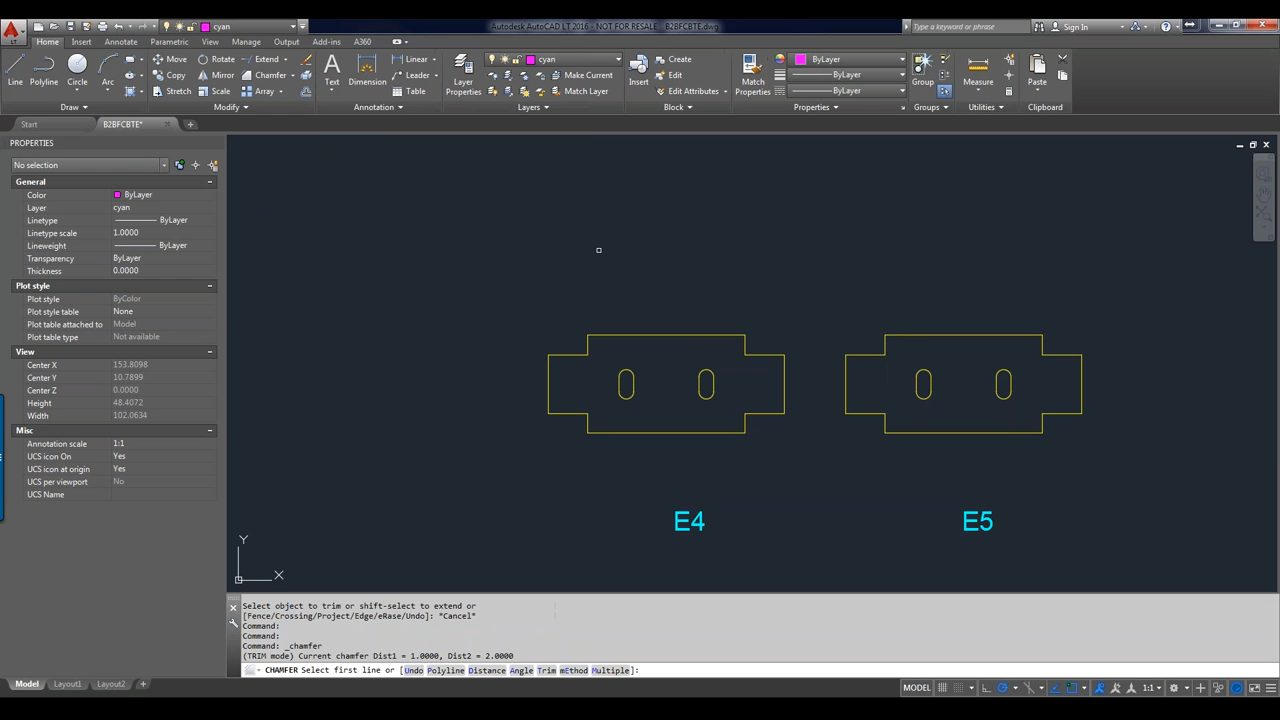 cyan
Autodesk AutoCAD LT 2016 - NOT FOR RESALE B2BFCBTE.dwg
Type a keyword or phrase
Sign In
LT
Home Insert Annotate Parametric View Manage Output Add-ins A360
Line Polyline Circle Arc
Move Rotate Extend
Copy Mirror Chamfer
Stretch Scale Array
Text Dimension
Linear
Leader
Table
Layer Properties
cyan
Make Current
Match Layer
Insert
Create
Edit
Edit Attributes
Match Properties
ByLayer
ByLayer
ByLayer
Group
Measure
Paste
Draw Modify Annotation Layers Block Properties Groups Utilities Clipboard
Start B2BFCBTE*
PROPERTIES
No selection
General
Color ByLayer
Layer cyan
Linetype ByLayer
Linetype scale 1.0000
Lineweight ByLayer
Transparency ByLayer
Thickness 0.0000
Plot style
Plot style ByColor
Plot style table None
Plot table attached to Model
Plot table type Not available
View
Center X 153.8098
Center Y 10.7899
Center Z 0.0000
Height 48.4072
Width 102.0634
Misc
Annotation scale 1:1
UCS icon On Yes
UCS icon at origin Yes
UCS per viewport No
UCS Name
E4 E5
Y
X
Select object to trim or shift-select to extend or
[Fence/Crossing/Project/Edge/eRase/Undo]: *Cancel*
Command:
Command:
Command: _chamfer
(TRIM mode) Current chamfer Dist1 = 1.0000, Dist2 = 2.0000
- CHAMFER Select first line or [Undo Polyline Distance Angle Trim mEthod Multiple]:
Model Layout1 Layout2
MODEL 1:1